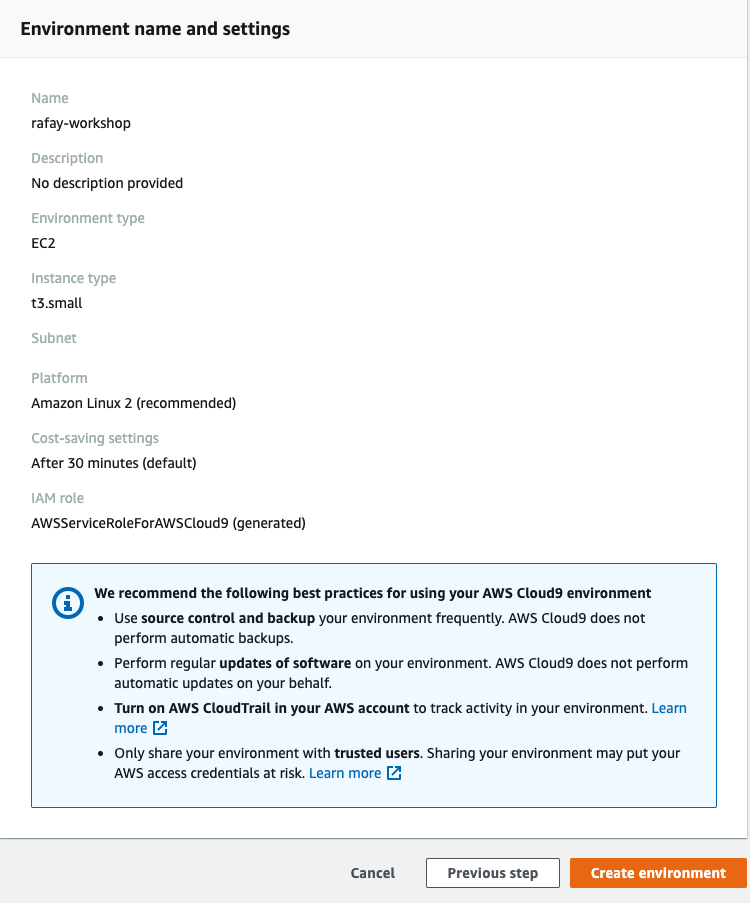 Environment name and settings
Name
rafay-workshop
Description
No description provided
Environment type
EC2
Instance type
t3.small
Subnet
Platform
Amazon Linux 2 (recommended)
Cost-saving settings
After 30 minutes (default)
IAM role
AWSServiceRoleForAWSCloud9 (generated)
We recommend the following best practices for using your AWS Cloud9 environment
• Use source control and backup your environment frequently. AWS Cloud9 does not
perform automatic backups.
• Perform regular updates of software on your environment. AWS Cloud9 does not perform
automatic updates on your behalf.
• Turn on AWS CloudTrail in your AWS account to track activity in your environment. Learn
more
• Only share your environment with trusted users. Sharing your environment may put your
AWS access credentials at risk. Learn more
Cancel Previous step Create environment